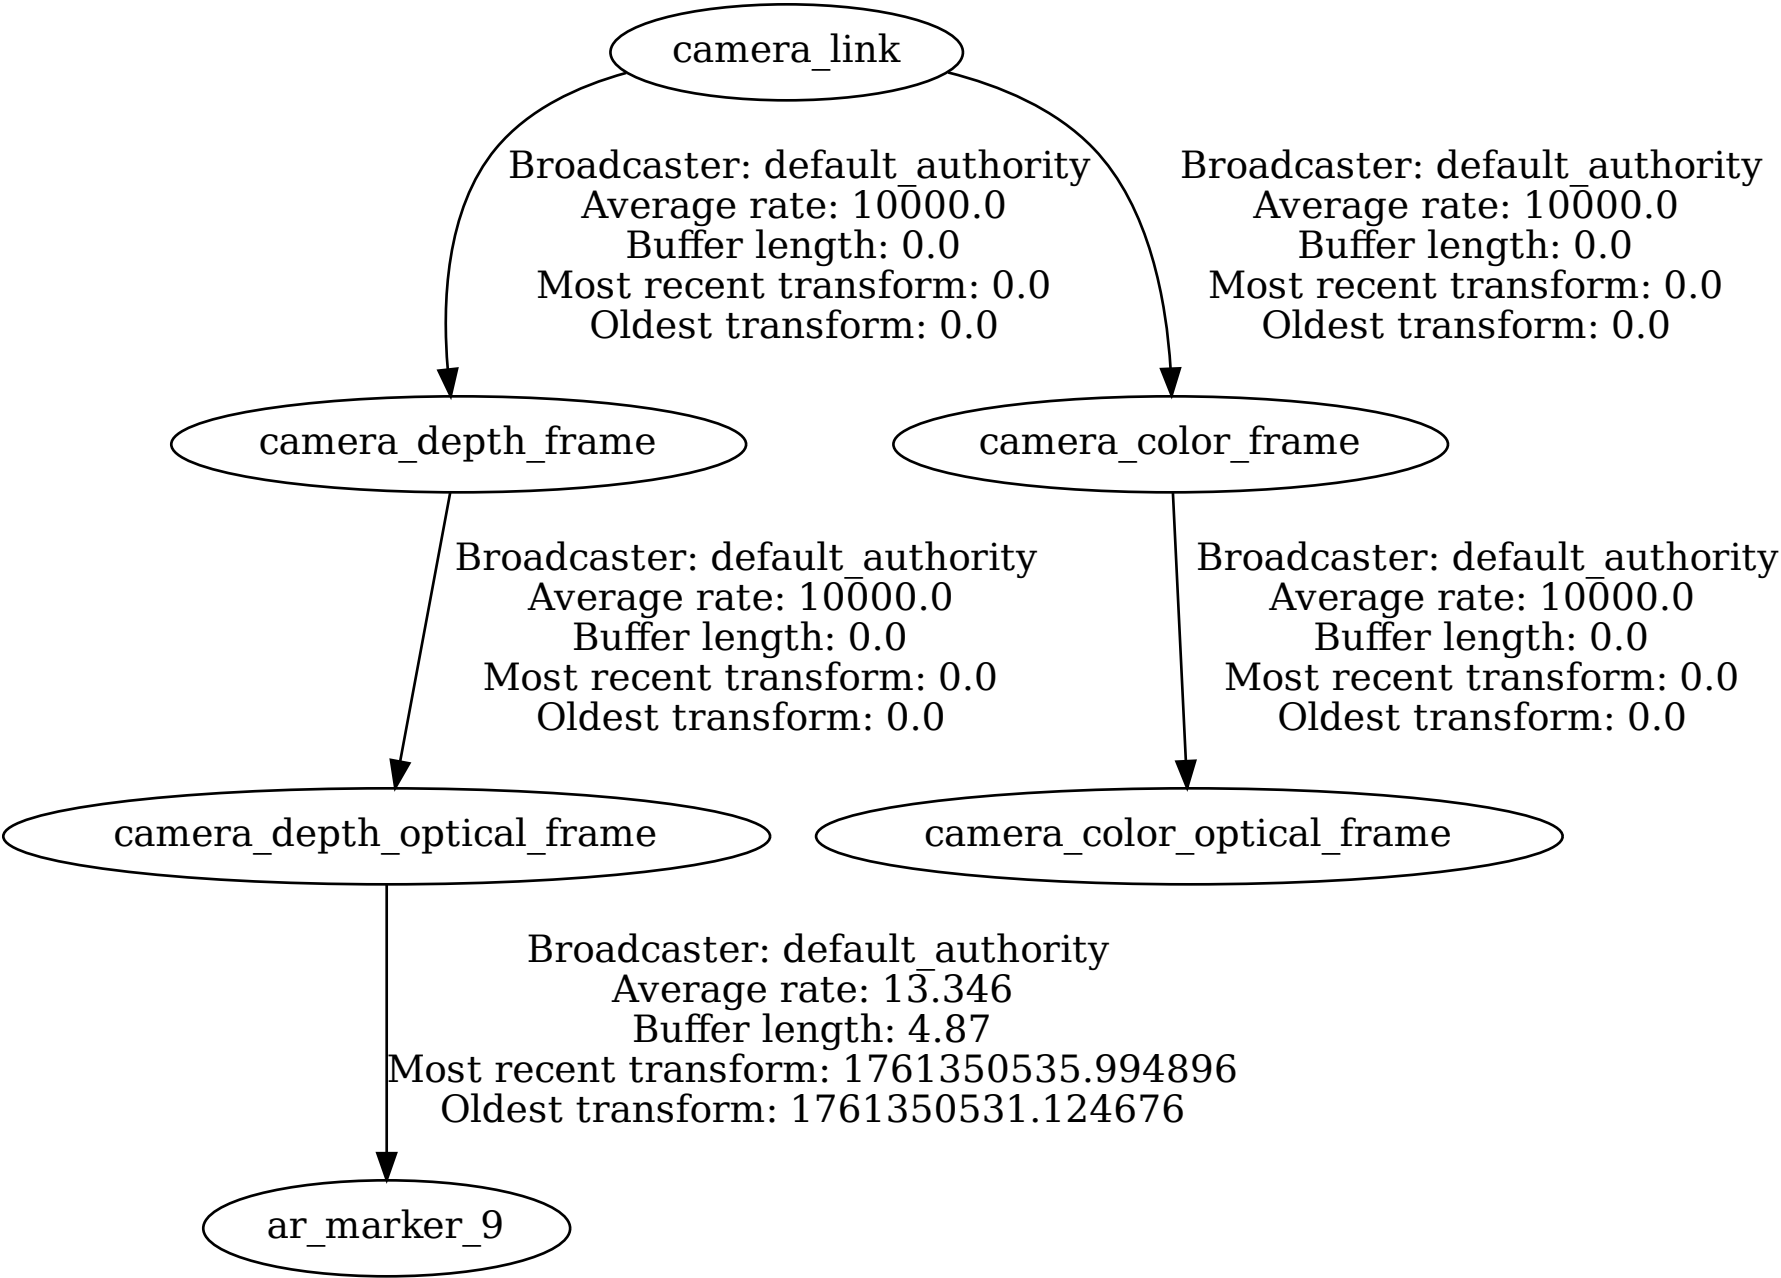 camera_link
Broadcaster: default_authority
Average rate: 10000.0
Buffer length: 0.0
Most recent transform: 0.0
Oldest transform: 0.0
Broadcaster: default_authority
Average rate: 10000.0
Buffer length: 0.0
Most recent transform: 0.0
Oldest transform: 0.0
camera_depth_frame
camera_color_frame
Broadcaster: default_authority
Average rate: 10000.0
Buffer length: 0.0
Most recent transform: 0.0
Oldest transform: 0.0
Broadcaster: default_authority
Average rate: 10000.0
Buffer length: 0.0
Most recent transform: 0.0
Oldest transform: 0.0
camera_depth_optical_frame
camera_color_optical_frame
Broadcaster: default_authority
Average rate: 13.346
Buffer length: 4.87
Most recent transform: 1761350535.994896
Oldest transform: 1761350531.124676
ar_marker_9